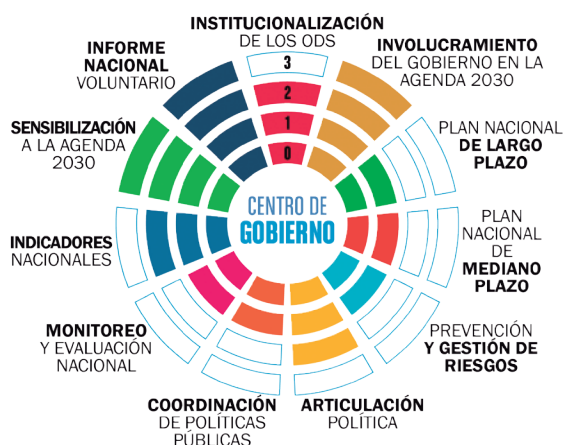 INSTITUCIONALIZACIÓN
DE LOS ODS
3
2
1
0
INVOLUCRAMIENTO
DEL GOBIERNO EN LA
AGENDA 2030
PLAN NACIONAL
DE LARGO
PLAZO
PLAN
NACIONAL
DE
MEDIANO
PLAZO
PREVENCIÓN
Y GESTIÓN DE
RIESGOS
ARTICULACIÓN
POLÍTICA
COORDINACIÓN
DE POLÍTICAS
PÚBLICAS
MONITOREO
Y EVALUACIÓN
NACIONAL
INDICADORES
NACIONALES
SENSIBILIZACIÓN
A LA AGENDA
2030
INFORME
NACIONAL
VOLUNTARIO
CENTRO DE
GOBIERNO